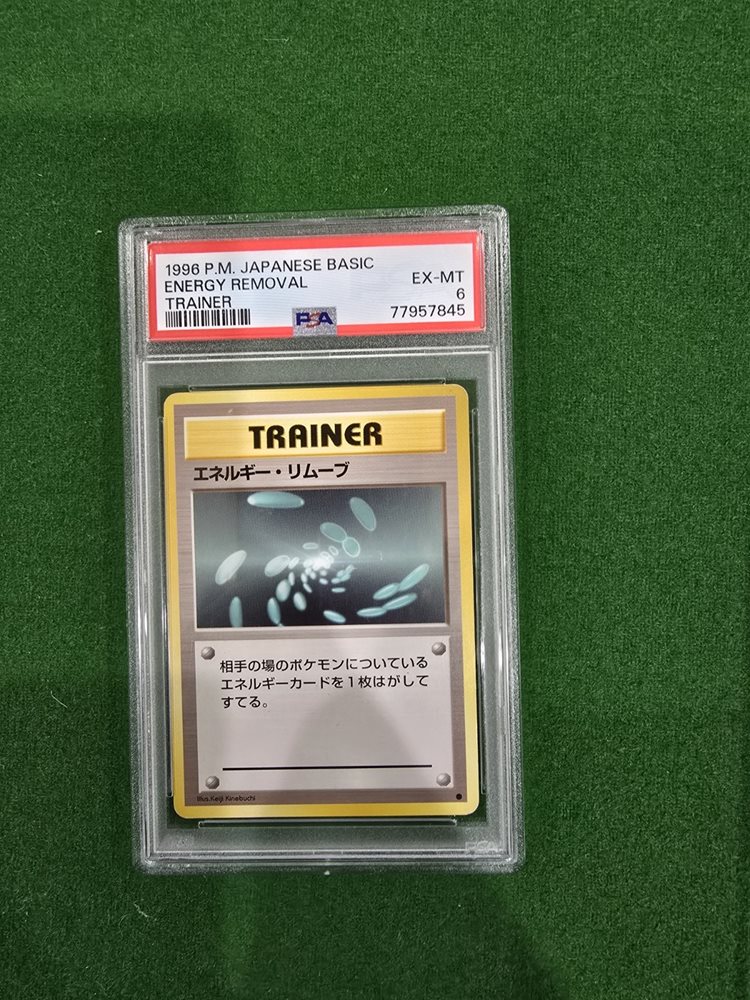 1996 P.M. JAPANESE BASIC
ENERGY REMOVAL
EX-MT
TRAINER
6
PSA
77957845
TRAINER
エネルギー・リムーブ
相手の場のポケモンについている
エネルギーカードを1枚はがして
すてる。
Illus.Keiji Kinebuchi
PSA